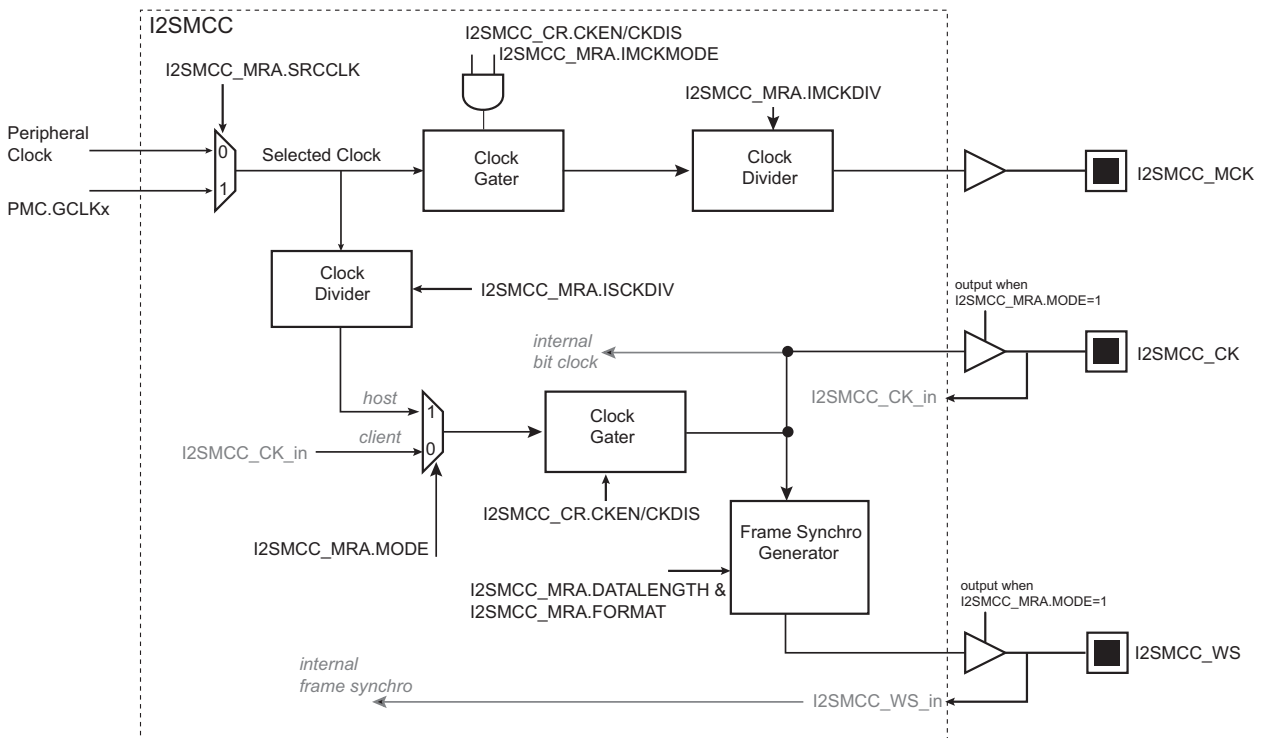 I2SMCC
I2SMCC_CR.CKEN/CKDIS
I2SMCC_MRA.IMCKMODE
I2SMCC_MRA.SRCCLK
I2SMCC_MRA.IMCKDIV
Peripheral
Clock
0
Selected Clock
Clock
Gater
Clock
Divider
I2SMCC_MCK
1
PMC.GCLKx
Clock
Divider
I2SMCC_MRA.ISCKDIV
output when
I2SMCC_MRA.MODE=1
internal
bit clock
I2SMCC_CK
host
1
I2SMCC_CK_in
Clock
Gater
client
0
I2SMCC_CK_in
I2SMCC_CR.CKEN/CKDIS
I2SMCC_MRA.MODE
Frame Synchro
Generator
I2SMCC_MRA.DATALENGTH &
I2SMCC_MRA.FORMAT
output when
I2SMCC_MRA.MODE=1
I2SMCC_WS
internal
frame synchro
I2SMCC_WS_in